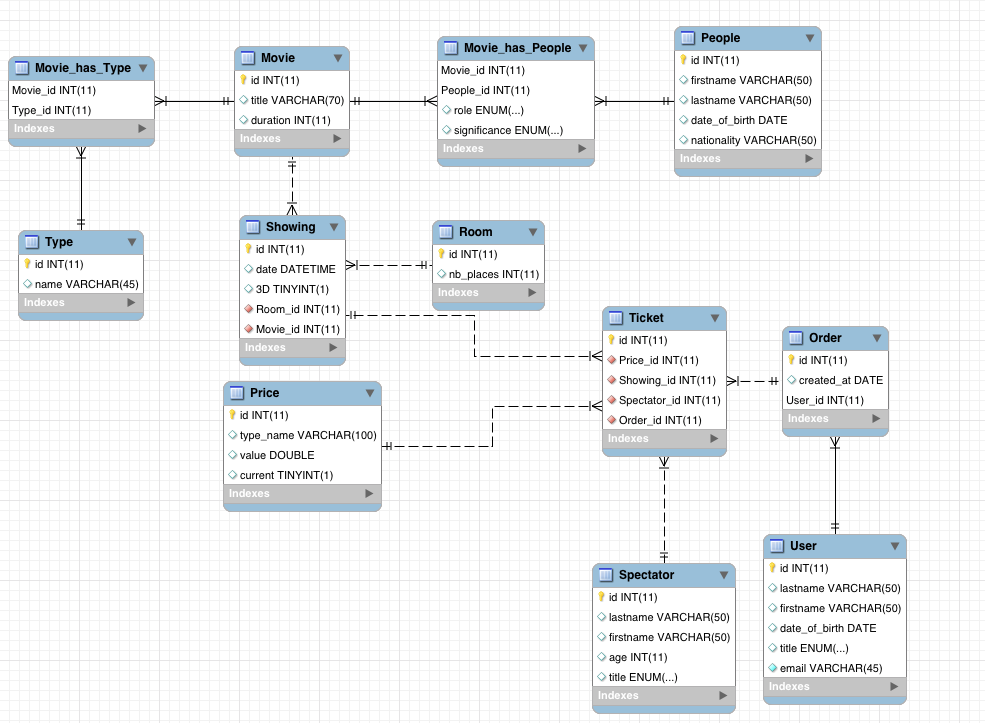 Movie_has_Type
Movie_id INT(11)
Type_id INT(11)
Indexes
Movie
id INT(11)
title VARCHAR(70)
duration INT(11)
Indexes
Movie_has_People
Movie_id INT(11)
People_id INT(11)
role ENUM(...)
significance ENUM(...)
Indexes
People
id INT(11)
firstname VARCHAR(50)
lastname VARCHAR(50)
date_of_birth DATE
nationality VARCHAR(50)
Indexes
Type
id INT(11)
name VARCHAR(45)
Indexes
Showing
id INT(11)
date DATETIME
3D TINYINT(1)
Room_id INT(11)
Movie_id INT(11)
Indexes
Room
id INT(11)
nb_places INT(11)
Indexes
Ticket
id INT(11)
Price_id INT(11)
Showing_id INT(11)
Spectator_id INT(11)
Order_id INT(11)
Indexes
Order
id INT(11)
created_at DATE
User_id INT(11)
Indexes
Price
id INT(11)
type_name VARCHAR(100)
value DOUBLE
current TINYINT(1)
Indexes
Spectator
id INT(11)
lastname VARCHAR(50)
firstname VARCHAR(50)
age INT(11)
title ENUM(...)
Indexes
User
id INT(11)
lastname VARCHAR(50)
firstname VARCHAR(50)
date_of_birth DATE
title ENUM(...)
email VARCHAR(45)
Indexes